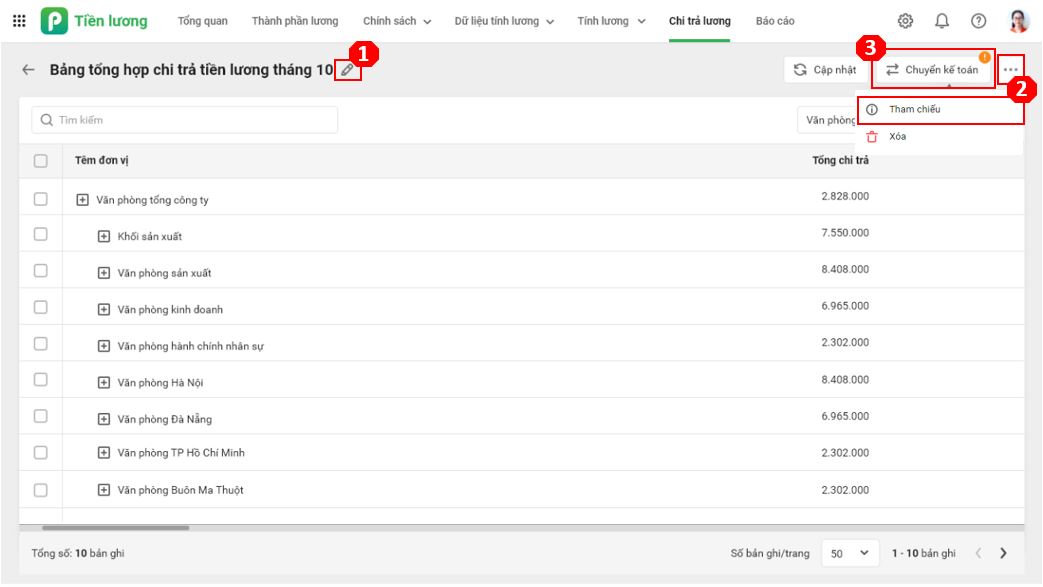 Tiền lương Tổng quan Thành phần lương Chính sách Dữ liệu tính lương Tính lương Chi trả lương Báo cáo
1
3
Bảng tổng hợp chi trả tiền lương tháng 10 Cập nhật Chuyển kế toán !
2
Tìm kiếm Văn phòng Tham chiếu
Xóa
Têm đơn vị Tổng chi trả
Văn phòng tổng công ty 2.828.000
Khối sản xuất 7.550.000
Văn phòng sản xuất 8.408.000
Văn phòng kinh doanh 6.965.000
Văn phòng hành chính nhân sự 2.302.000
Văn phòng Hà Nội 8.408.000
Văn phòng Đà Nẵng 6.965.000
Văn phòng TP Hồ Chí Minh 2.302.000
Văn phòng Buôn Ma Thuột 2.302.000
Tổng số: 10 bản ghi Số bản ghi/trang 50 1 - 10 bản ghi